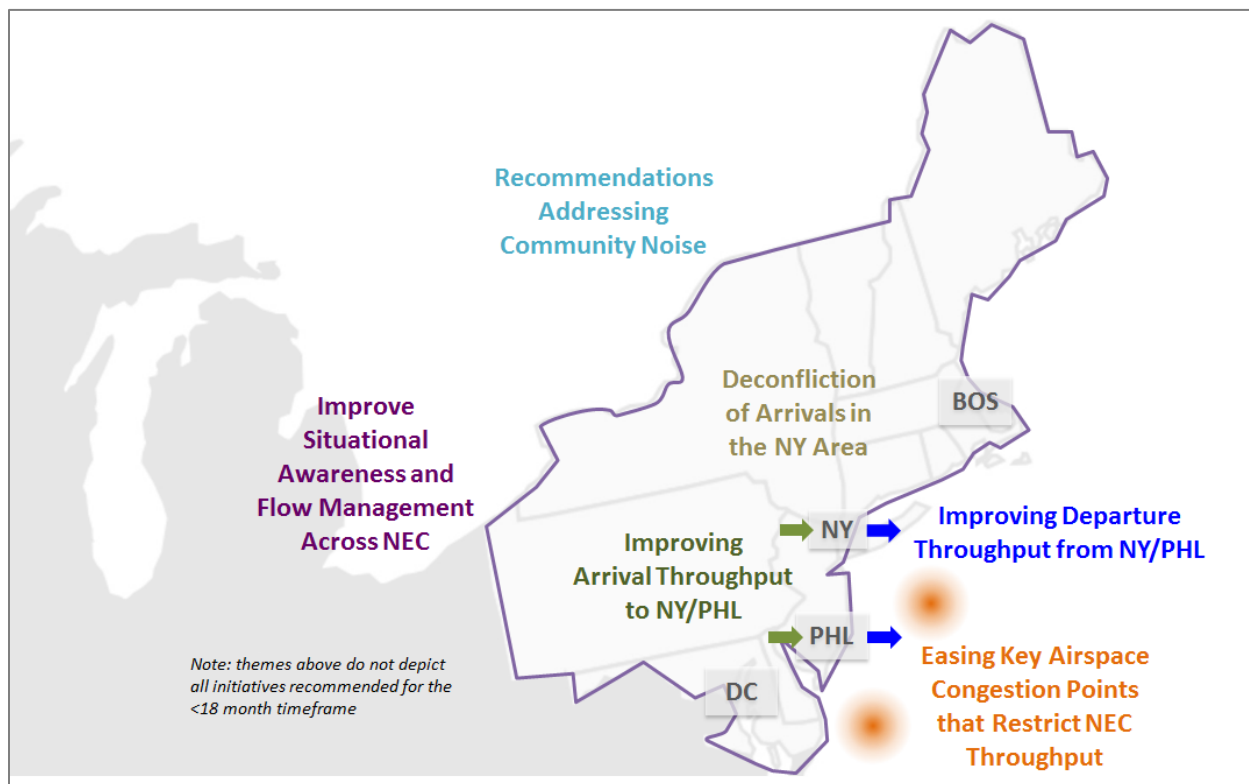 Recommendations
Addressing
Community Noise
Deconfliction
of Arrivals in
the NY Area
BOS
Improve
Situational
Awareness and
Flow Management
Across NEC
NY
Improving Departure
Throughput from NY/PHL
Improving
Arrival Throughput
to NY/PHL
PHL
Easing Key Airspace
Congestion Points
that Restrict NEC
Throughput
DC
Note: themes above do not depict
all initiatives recommended for the
<18 month timeframe